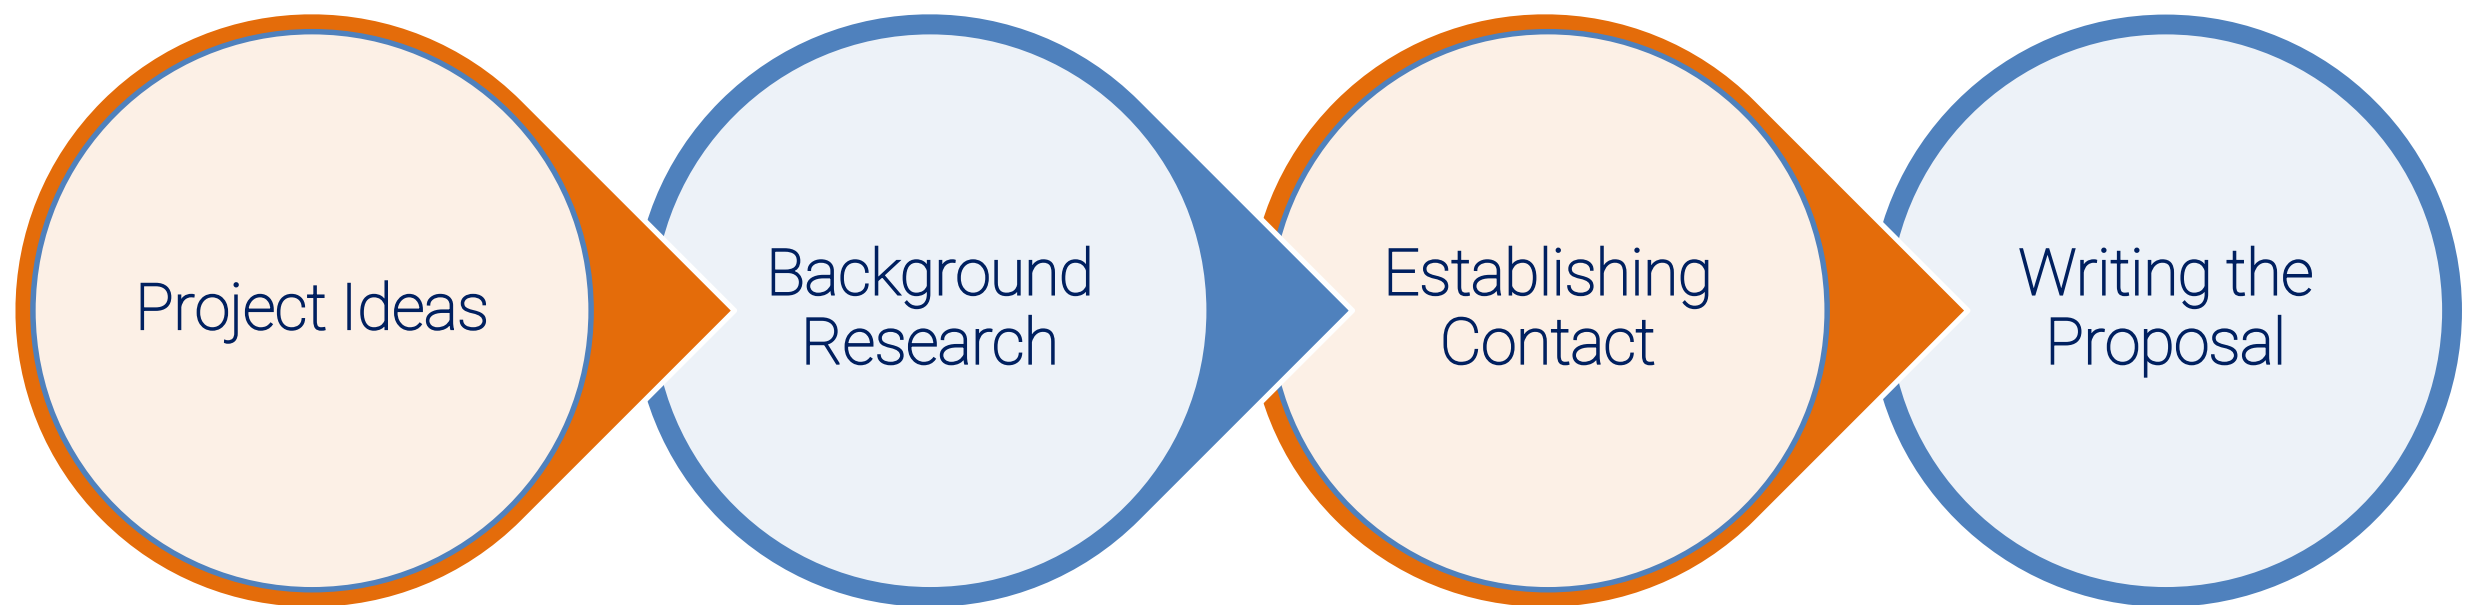 Project Ideas
Background
Research
Establishing
Contact
Writing the
Proposal